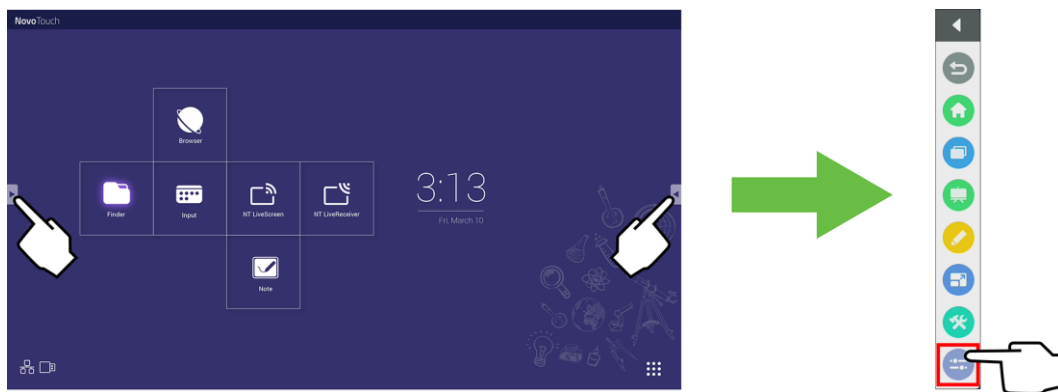 NovoTouch
Browser
Finder
Input
NT LiveScreen
NT LiveReceiver
3:13
Fri, March 10
Note